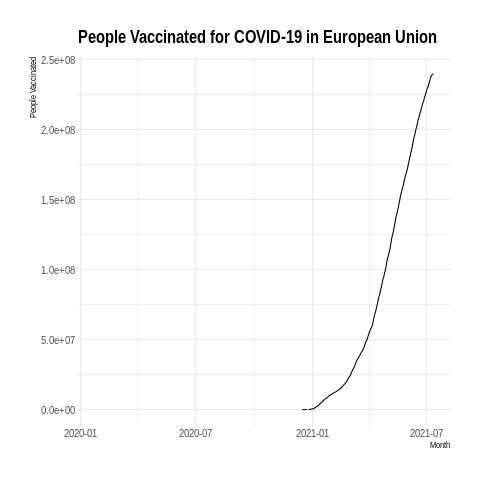 People Vaccinated for COVID-19 in European Union
People Vaccinated
2.5e+08
2.0e+08
1.5e+08
1.0e+08
5.0e+07
0.0e+00
2020-01 2020-07 2021-01 2021-07
Month